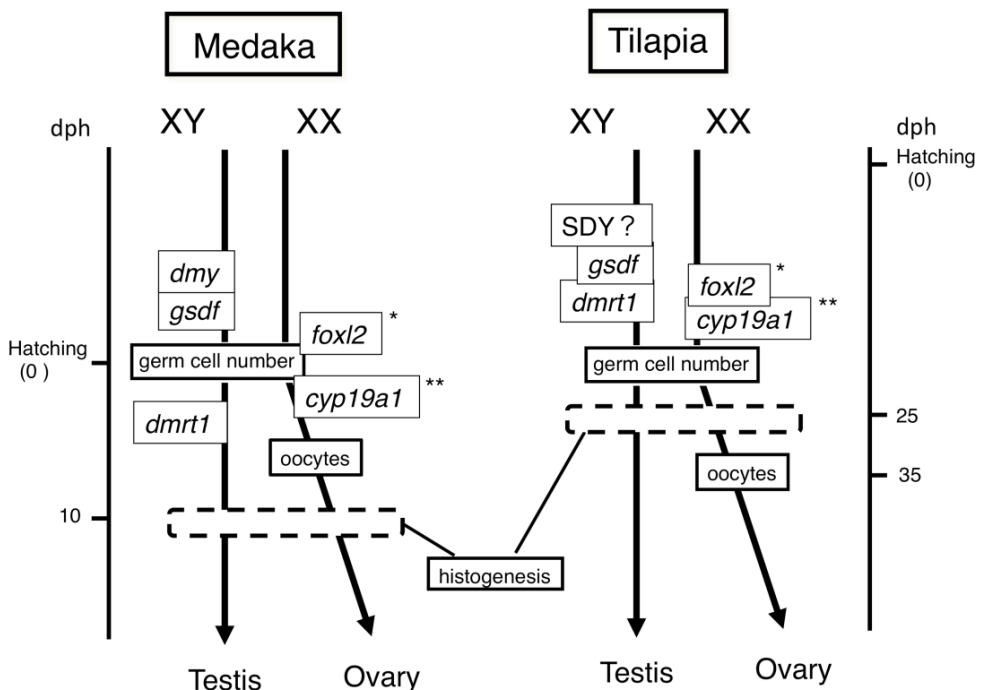 Medaka
Tilapia
dph
XY
XX
XY
XX
dph
Hatching
(0)
SDY ?
dmy
gsdf
foxl2
*
gsdf
dmrt1
cyp19a1
**
foxl2
*
Hatching
(0 )
germ cell number
germ cell number
cyp19a1
**
dmrt1
25
oocytes
oocytes
35
10
histogenesis
Testis
Ovary
Testis
Ovary